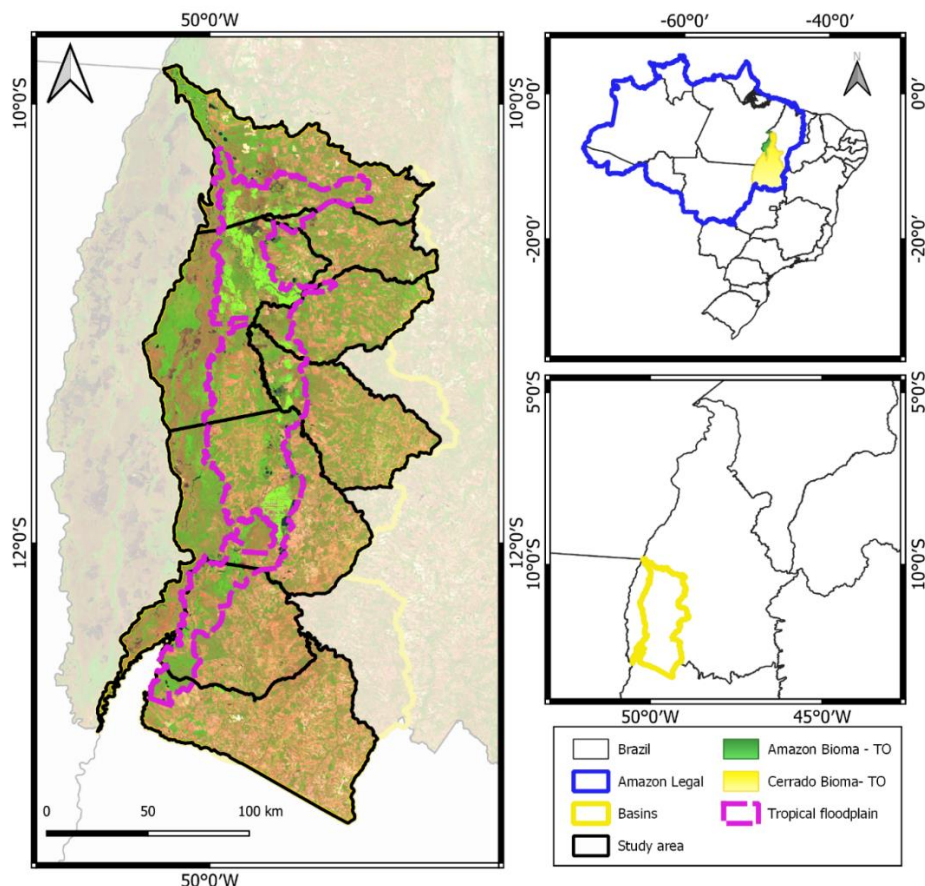 50°0'W
10°0'S
12°0'S
10°0'S
12°0'S
0
50
100 km
50°0'W
-60°0'
-40°0'
N
0°0'
-20°0'
0°0'
-20°0'
5°0'S
10°0'S
5°0'S
10°0'S
50°0'W
45°0'W
Brazil
Amazon Bioma - TO
Amazon Legal
Cerrado Bioma- TO
Basins
Tropical floodplain
Study area